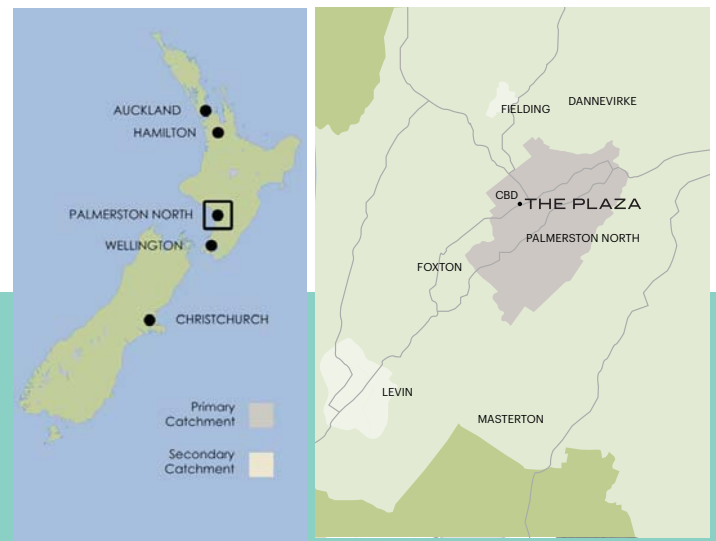 AUCKLAND
HAMILTON
PALMERSTON NORTH
WELLINGTON
CHRISTCHURCH
Primary
Catchment
Secondary
Catchment
FIELDING
DANNEVIRKE
CBD
THE PLAZA
PALMERSTON NORTH
FOXTON
LEVIN
MASTERTON